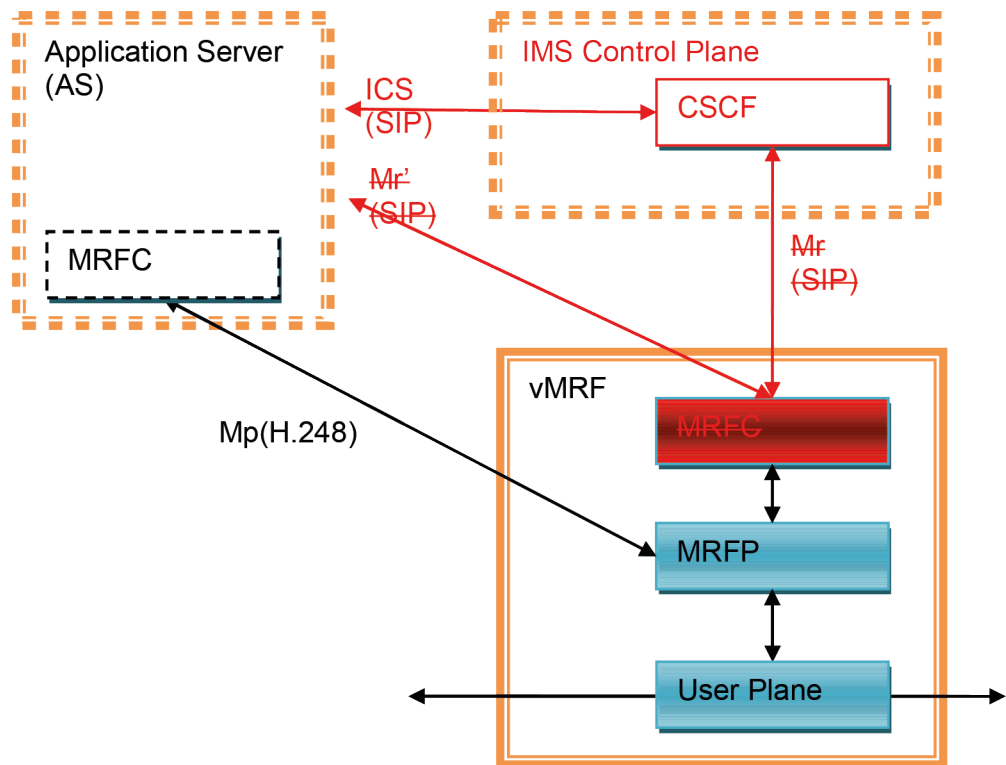 Application Server
(AS)
IMS Control Plane
ICS
(SIP)
CSCF
Mr'
(SIP)
MRFC
Mr
(SIP)
vMRF
MRFC
Mp(H.248)
MRFP
User Plane